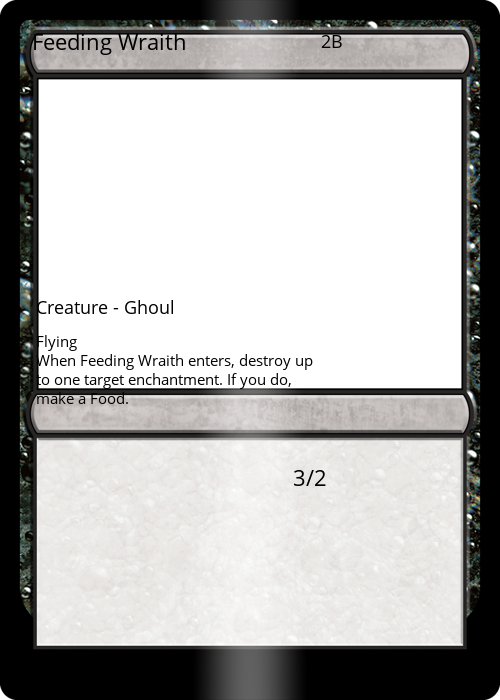 Feeding Wraith 2B
Creature - Ghoul
Flying
When Feeding Wraith enters, destroy up
to one target enchantment. If you do,
make a Food.
3/2